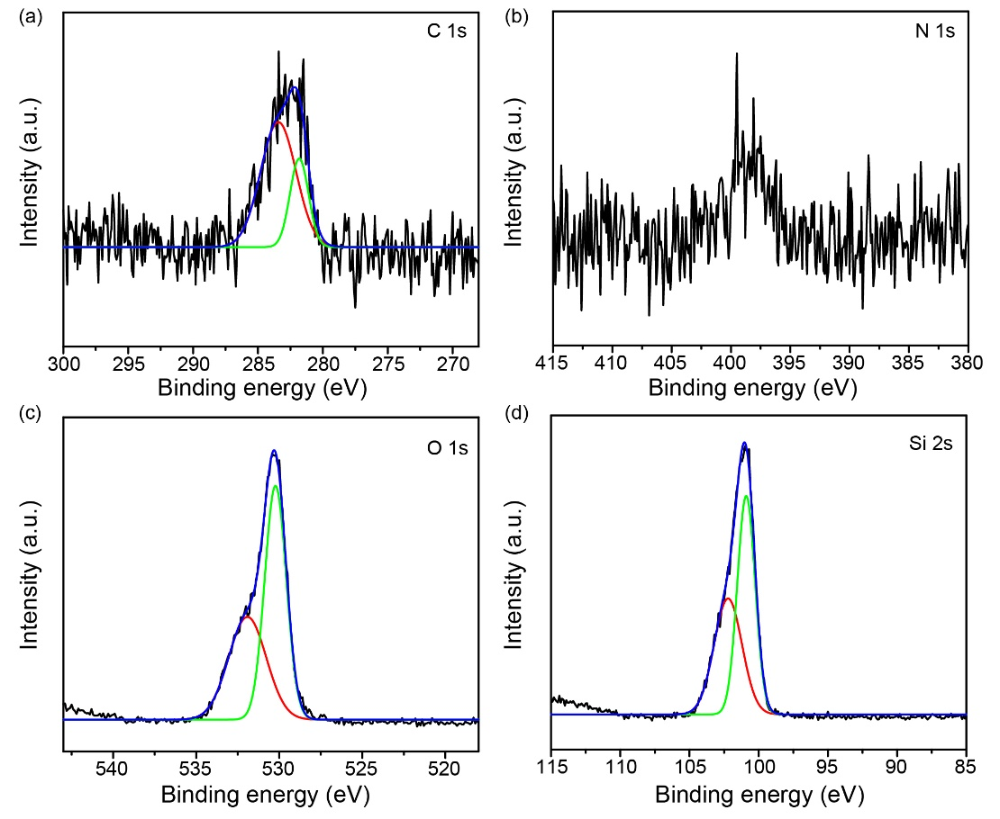 (a)
C 1s
Intensity (a.u.)
300 295 290 285 280 275 270
Binding energy (eV)
(b)
N 1s
Intensity (a.u.)
415 410 405 400 395 390 385 380
Binding energy (eV)
(c)
O 1s
Intensity (a.u.)
540 535 530 525 520
Binding energy (eV)
(d)
Si 2s
Intensity (a.u.)
115 110 105 100 95 90 85
Binding energy (eV)